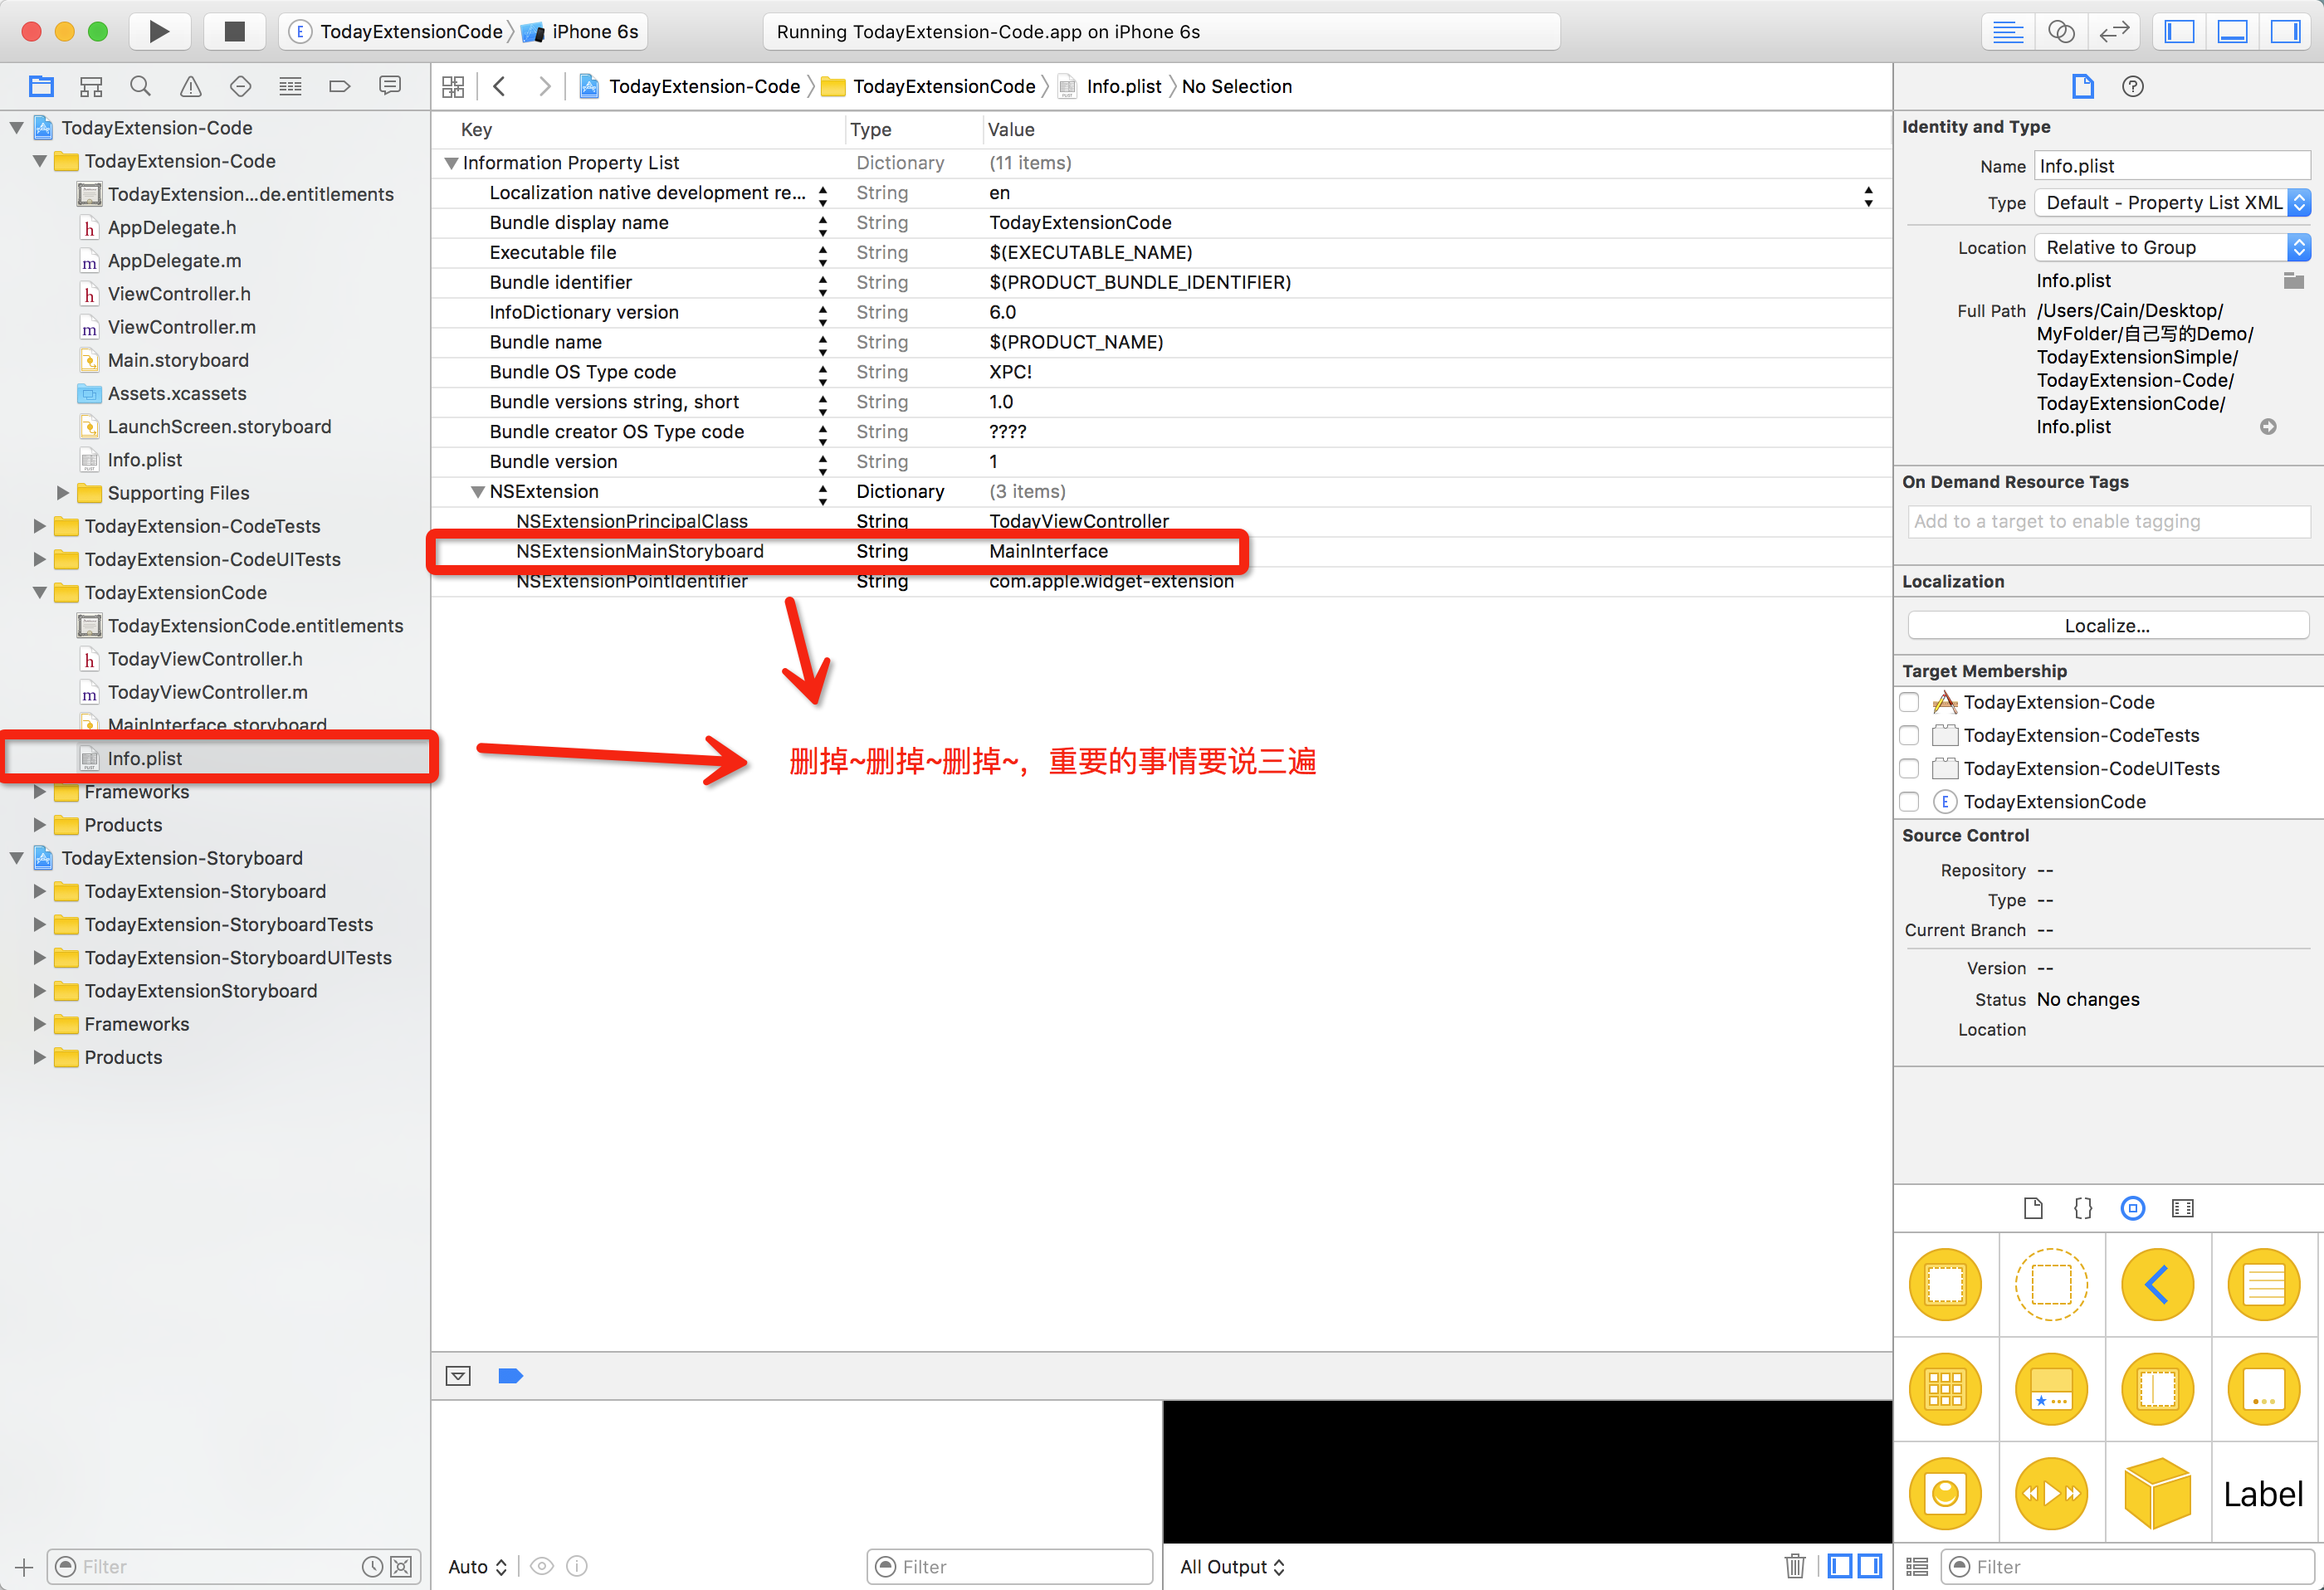 TodayExtensionCode
iPhone 6s
Running TodayExtension-Code.app on iPhone 6s
TodayExtension-Code
TodayExtension-Code
TodayExtension...de.entitlements
AppDelegate.h
AppDelegate.m
ViewController.h
ViewController.m
Main.storyboard
Assets.xcassets
LaunchScreen.storyboard
Info.plist
Supporting Files
TodayExtension-CodeTests
TodayExtension-CodeUITests
TodayExtensionCode
TodayExtensionCode.entitlements
TodayViewController.h
TodayViewController.m
MainInterface.storyboard
Info.plist
Frameworks
Products
TodayExtension-Storyboard
TodayExtension-Storyboard
TodayExtension-StoryboardTests
TodayExtension-StoryboardUITests
TodayExtensionStoryboard
Frameworks
Products
Filter
TodayExtension-Code
TodayExtensionCode
Info.plist
No Selection
Key Type Value
Information Property List Dictionary (11 items)
Localization native development re... String en
Bundle display name String TodayExtensionCode
Executable file String $(EXECUTABLE_NAME)
Bundle identifier String $(PRODUCT_BUNDLE_IDENTIFIER)
InfoDictionary version String 6.0
Bundle name String $(PRODUCT_NAME)
Bundle OS Type code String XPC!
Bundle versions string, short String 1.0
Bundle creator OS Type code String ????
Bundle version String 1
NSExtension Dictionary (3 items)
NSExtensionPrincipalClass String TodayViewController
NSExtensionMainStoryboard String MainInterface
NSExtensionPointIdentifier String com.apple.widget-extension
删掉~删掉~删掉~，重要的事情要说三遍
Auto
Filter
All Output
Identity and Type
Name Info.plist
Type Default - Property List XML
Location Relative to Group
Info.plist
Full Path /Users/Cain/Desktop/
MyFolder/自己写的Demo/
TodayExtensionSimple/
TodayExtension-Code/
TodayExtensionCode/
Info.plist
On Demand Resource Tags
Add to a target to enable tagging
Localization
Localize...
Target Membership
TodayExtension-Code
TodayExtension-CodeTests
TodayExtension-CodeUITests
E TodayExtensionCode
Source Control
Repository --
Type --
Current Branch --
Version --
Status No changes
Location
Label
Filter